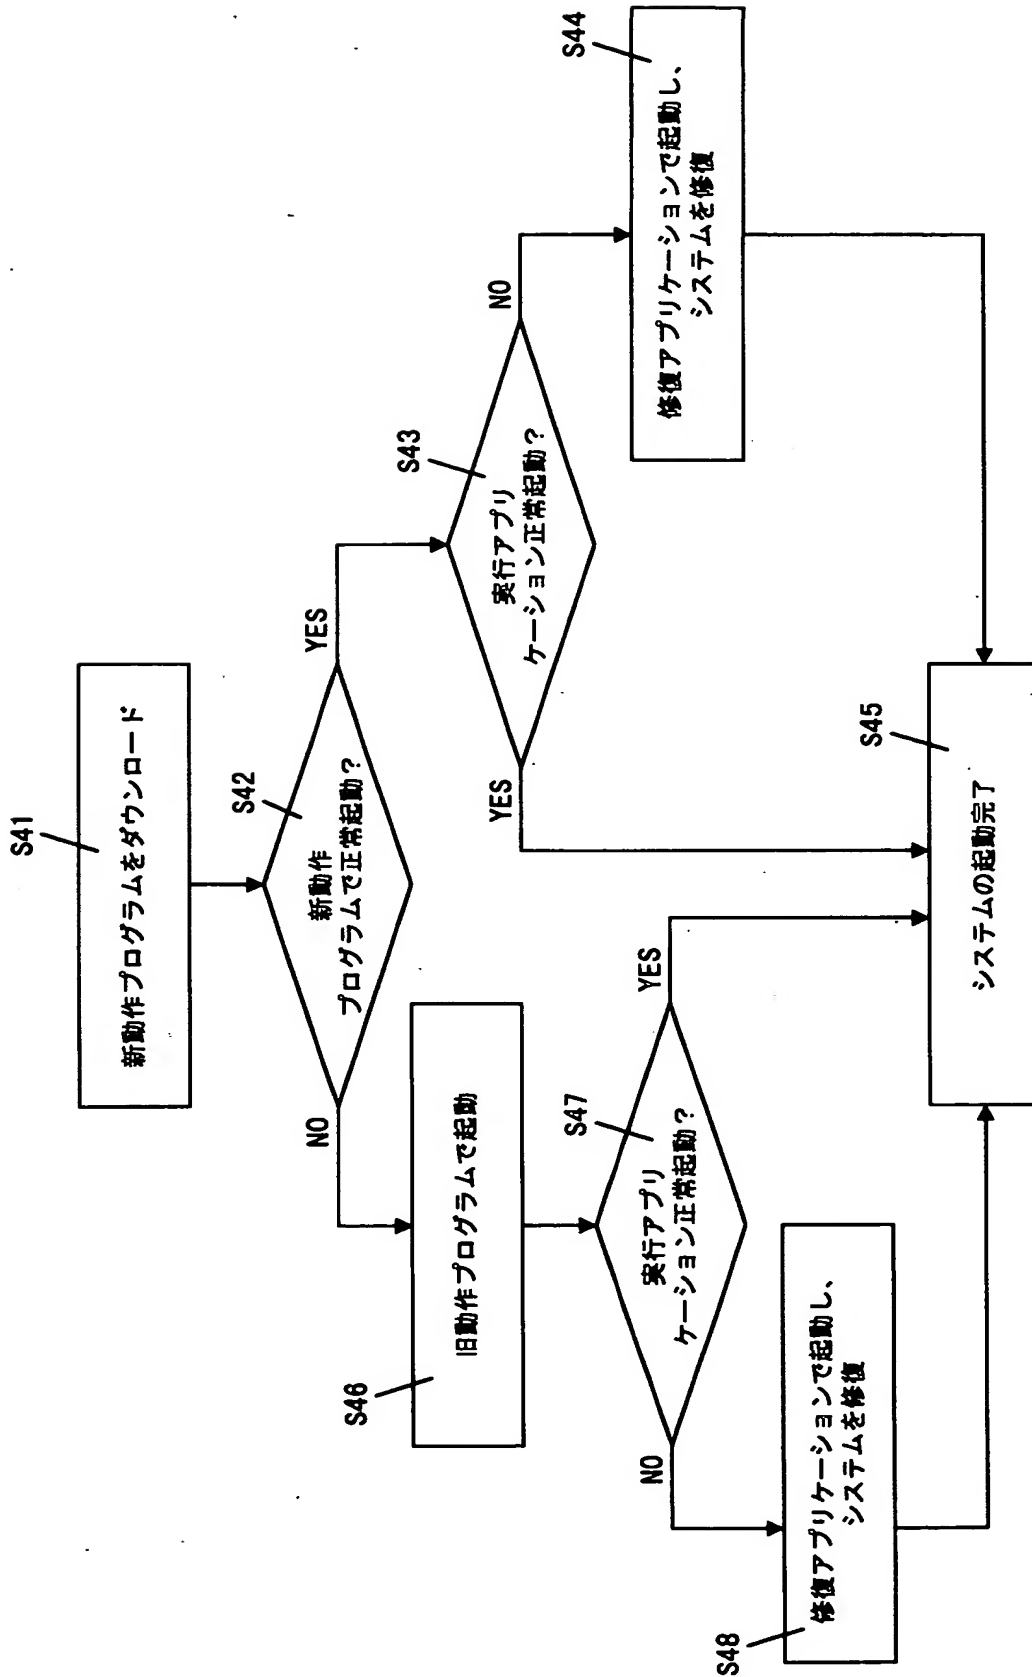 S41
新動作プログラムをダウンロード
S42
新動作
プログラムで正常起動?
YES
NO
S43
実行アプリ
ケーション正常起動?
YES
NO
S44
修復アプリケーションで起動し、
システムを修復
S46
旧動作プログラムで起動
S47
実行アプリ
ケーション正常起動?
YES
NO
S48
修復アプリケーションで起動し、
システムを修復
S45
システムの起動完了